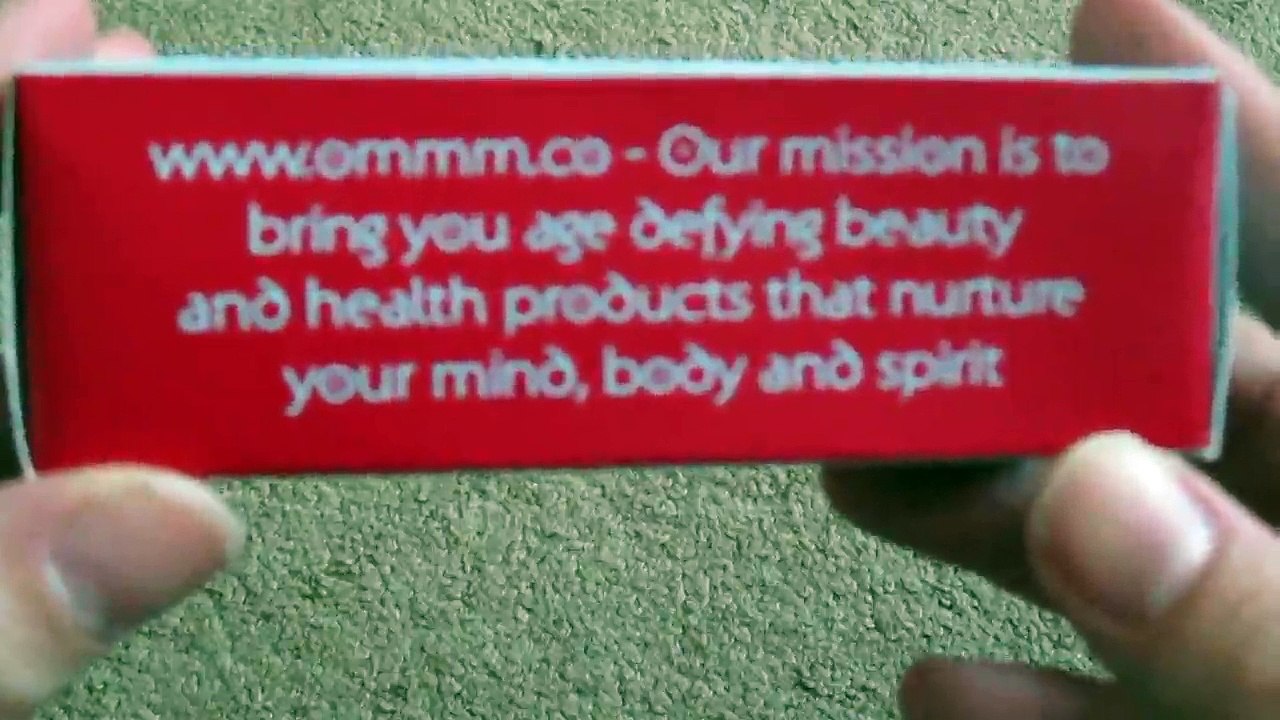 www.ommm.co - Our mission is to
bring you age defying beauty
and health products that nurture
your mind, body and spirit